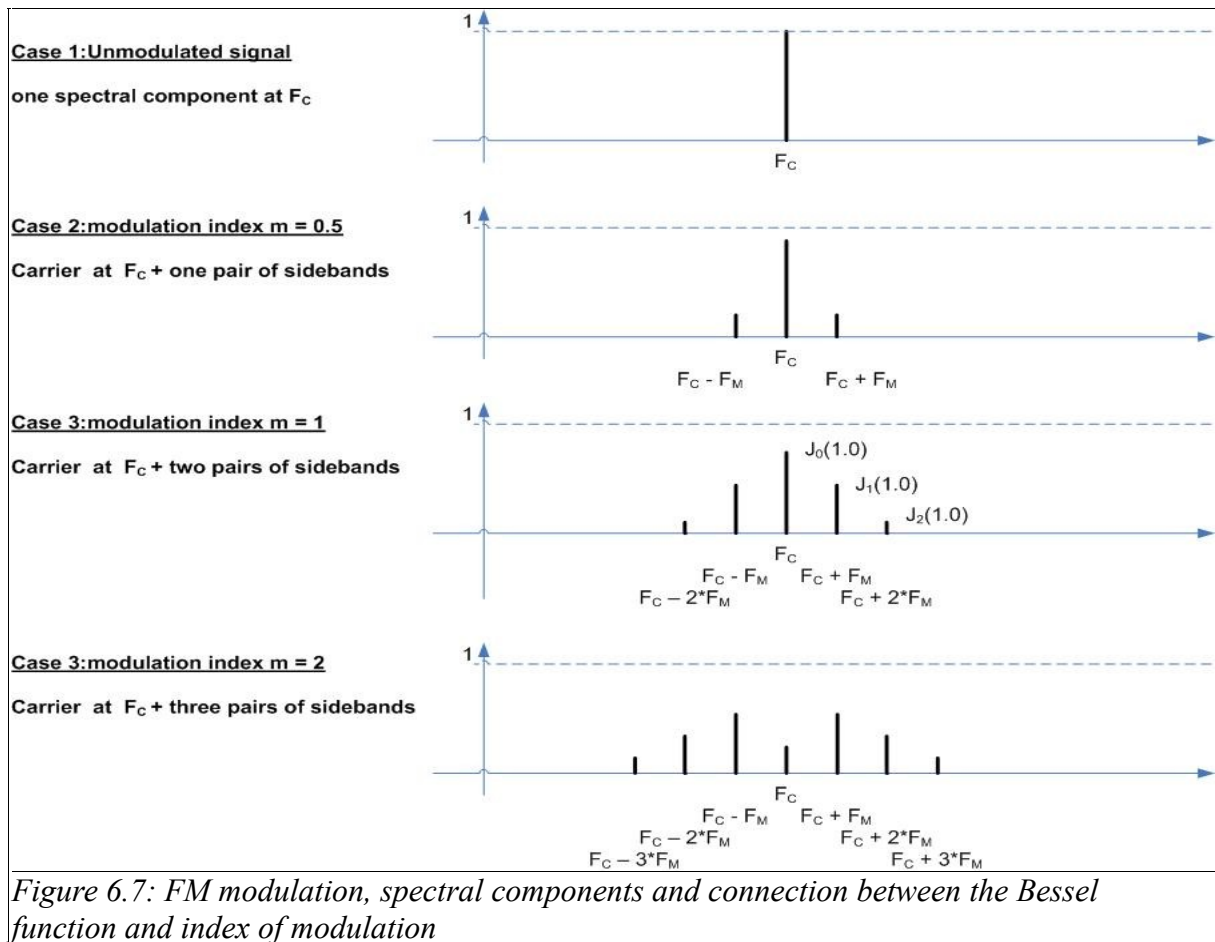 Case 1:Unmodulated signal
one spectral component at FC
1
FC
Case 2:modulation index m = 0.5
Carrier at FC + one pair of sidebands
1
FC
FC - FM FC + FM
Case 3:modulation index m = 1
Carrier at FC + two pairs of sidebands
1
J0(1.0)
J1(1.0)
J2(1.0)
FC
FC - FM FC + FM
FC – 2*FM FC + 2*FM
Case 3:modulation index m = 2
Carrier at FC + three pairs of sidebands
1
FC
FC - FM FC + FM
FC – 2*FM FC + 2*FM
FC – 3*FM FC + 3*FM
Figure 6.7: FM modulation, spectral components and connection between the Bessel
function and index of modulation